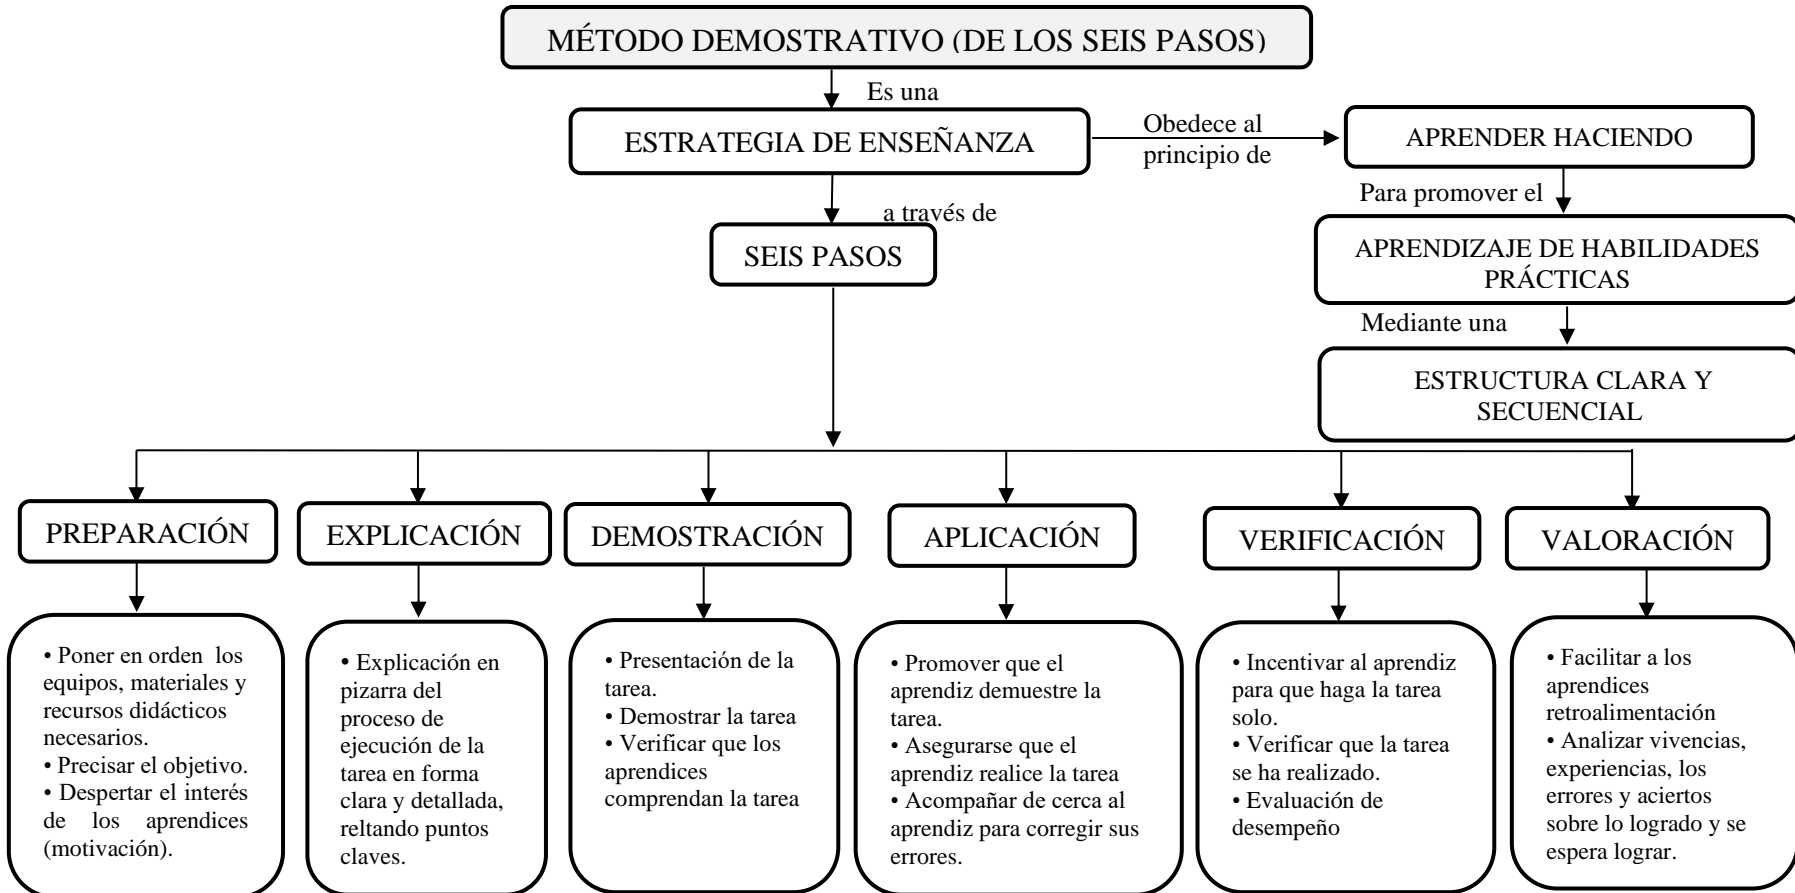 MÉTODO DEMOSTRATIVO (DE LOS SEIS PASOS)
Es una
ESTRATEGIA DE ENSEÑANZA
Obedece al
principio de
APRENDER HACIENDO
Para promover el
a través de
SEIS PASOS
APRENDIZAJE DE HABILIDADES
PRÁCTICAS
Mediante una
ESTRUCTURA CLARA Y
SECUENCIAL
PREPARACIÓN
EXPLICACIÓN
DEMOSTRACIÓN
APLICACIÓN
VERIFICACIÓN
VALORACIÓN
• Poner en orden los
equipos, materiales y
recursos didácticos
necesarios.
• Precisar el objetivo.
• Despertar el interés
de los aprendices
(motivación).
• Explicación en
pizarra del
proceso de
ejecución de la
tarea en forma
clara y detallada,
reltando puntos
claves.
• Presentación de la
tarea.
• Demostrar la tarea
• Verificar que los
aprendices
comprendan la tarea
• Promover que el
aprendiz demuestre la
tarea.
• Asegurarse que el
aprendiz realice la tarea
• Acompañar de cerca al
aprendiz para corregir sus
errores.
• Incentivar al aprendiz
para que haga la tarea
solo.
• Verificar que la tarea
se ha realizado.
• Evaluación de
desempeño
• Facilitar a los
aprendices
retroalimentación
• Analizar vivencias,
experiencias, los
errores y aciertos
sobre lo logrado y se
espera lograr.